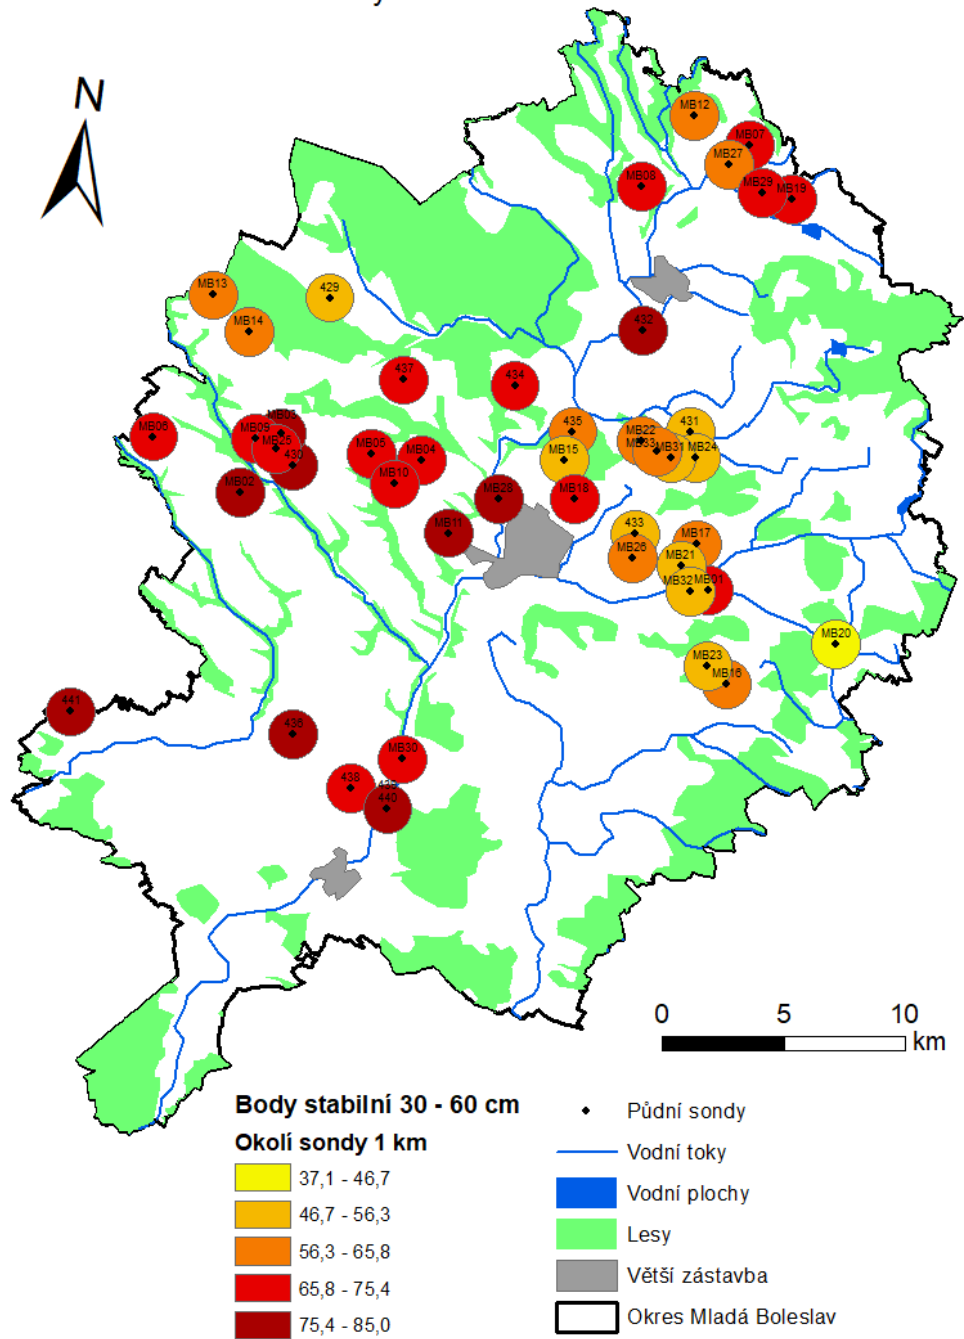 N
MB12
MB07
MB27
MB08
MB29
MB19
MB13
429
MB14
432
437
434
MB06
MB09
MB03
MB25
430
MB02
MB05
MB04
MB10
435
MB15
MB22
MB33
MB31
431
MB24
MB28
MB18
MB11
433
MB26
MB17
MB21
MB32
MB01
MB20
MB23
MB16
441
436
MB30
438
439
440
0 5 10
km
Body stabilní 30 - 60 cm
Okolí sondy 1 km
37,1 - 46,7
46,7 - 56,3
56,3 - 65,8
65,8 - 75,4
75,4 - 85,0
Půdní sondy
Vodní toky
Vodní plochy
Lesy
Větší zástavba
Okres Mladá Boleslav